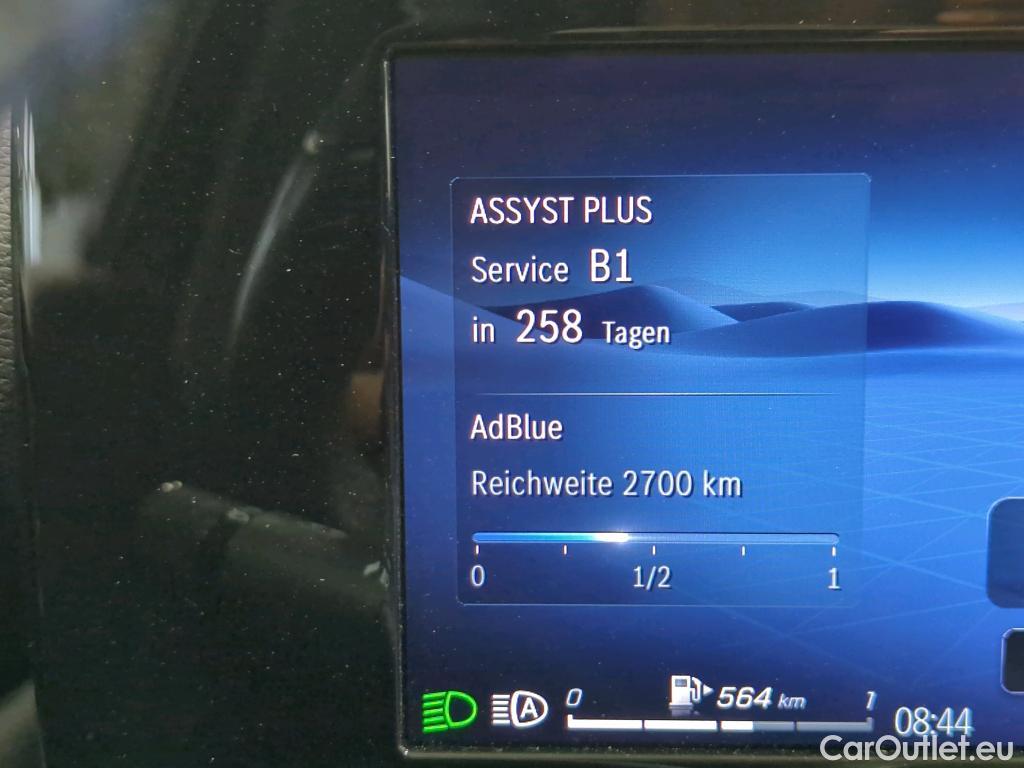 ASSYST PLUS
Service B1
in 258 Tagen
AdBlue
Reichweite 2700 km
0 1/2 1
A 0 564 km 1 08:44
CarOutlet.eu